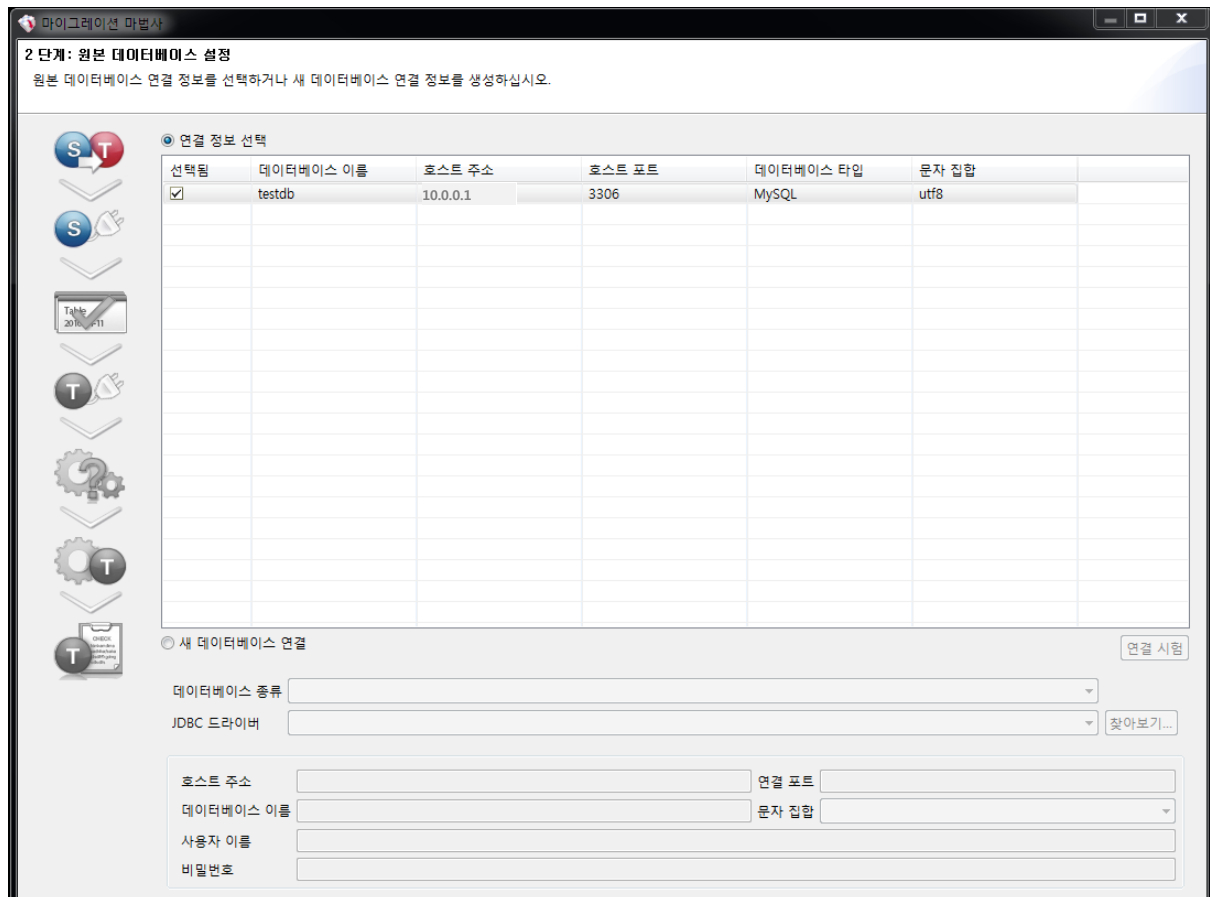 마이그레이션 마법사
2 단계: 원본 데이터베이스 설정
원본 데이터베이스 연결 정보를 선택하거나 새 데이터베이스 연결 정보를 생성하십시오.
S T
연결 정보 선택
선택됨 데이터베이스 이름 호스트 주소 호스트 포트 데이터베이스 타입 문자 집합
testdb 10.0.0.1 3306 MySQL utf8
S
Table
T
?
T
T
CHECK
새 데이터베이스 연결
연결 시험
데이터베이스 종류
JDBC 드라이버 찾아보기...
호스트 주소 연결 포트
데이터베이스 이름 문자 집합
사용자 이름
비밀번호